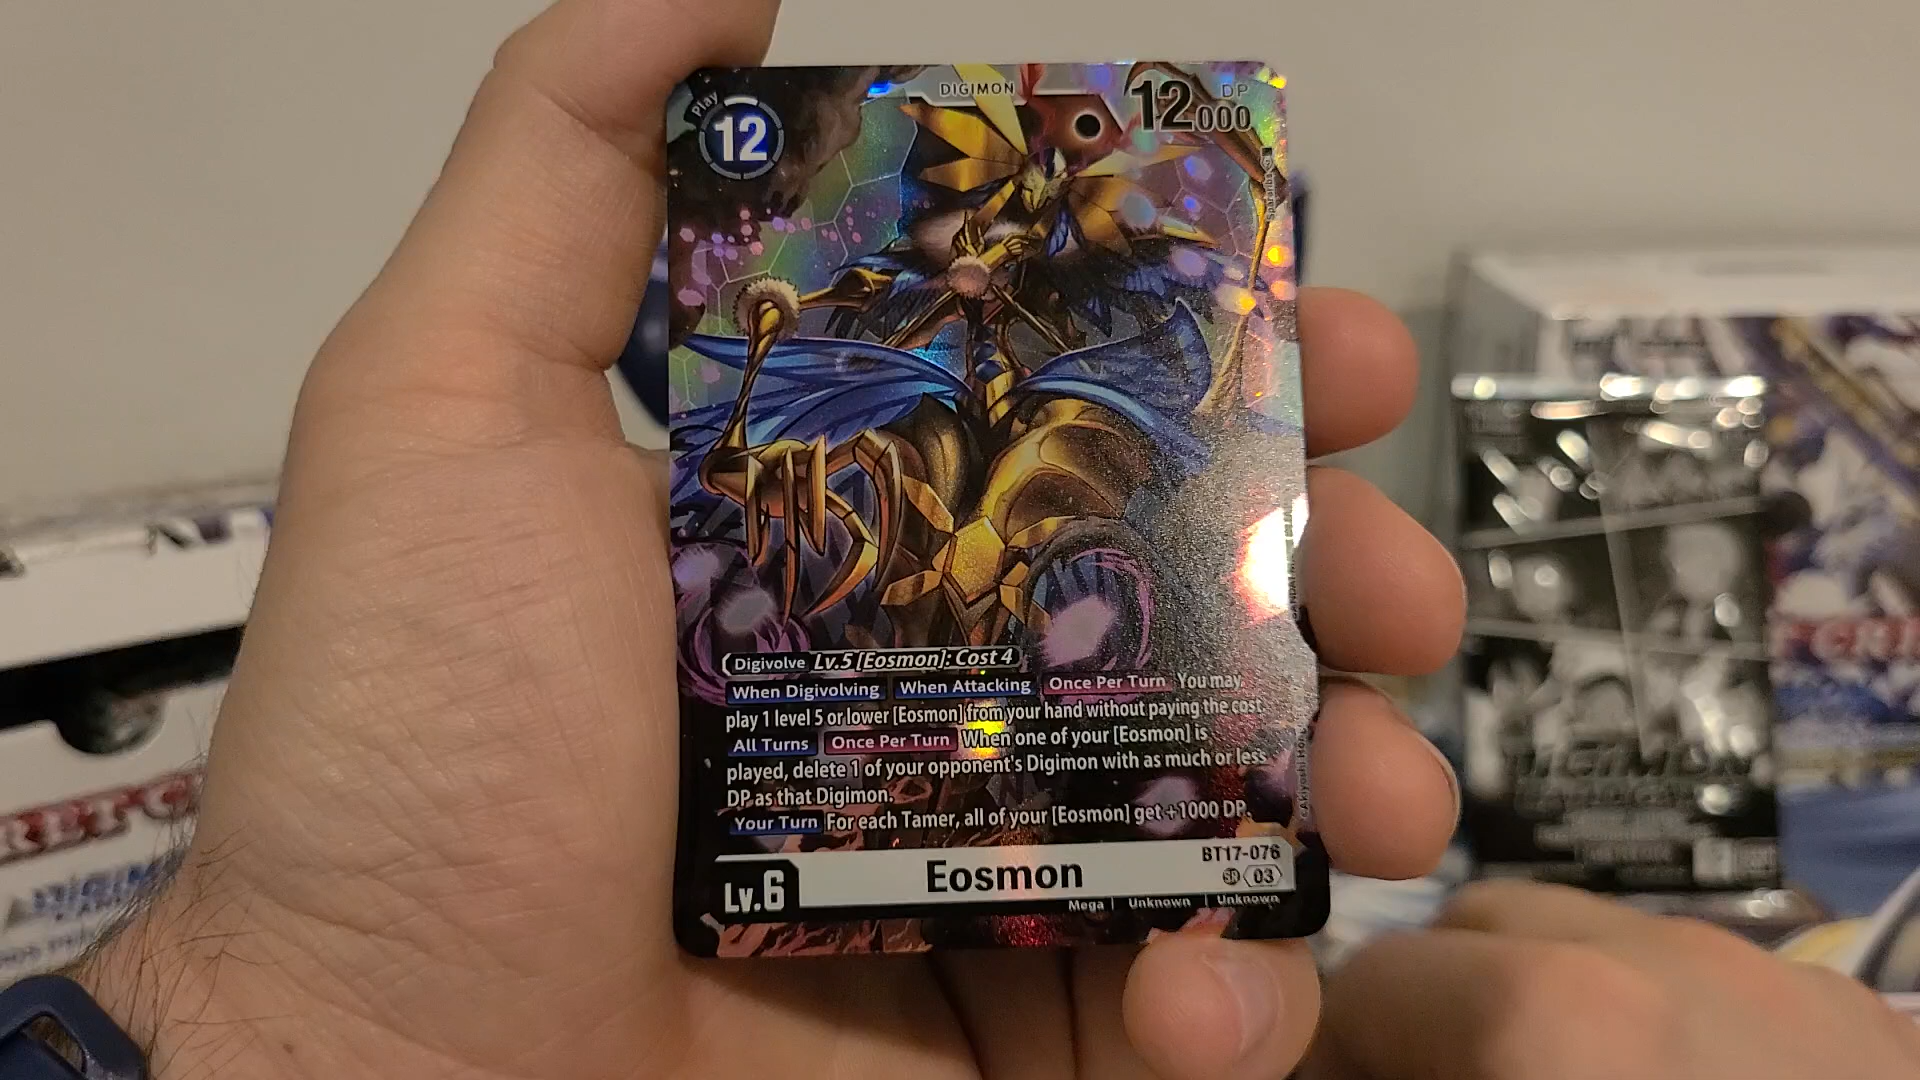 Play
12
DIGIMON
DP
12000
Digivolve Lv.5 [Eosmon]: Cost 4
When Digivolving When Attacking Once Per Turn You may
play 1 level 5 or lower [Eosmon] from your hand without paying the cost.
All Turns Once Per Turn When one of your [Eosmon] is
played, delete 1 of your opponent's Digimon with as much or less
DP as that Digimon.
Your Turn For each Tamer, all of your [Eosmon] get +1000 DP.
BT17-076
Lv.6
Eosmon
SR 03
Mega | Unknown | Unknown
DIGIMON